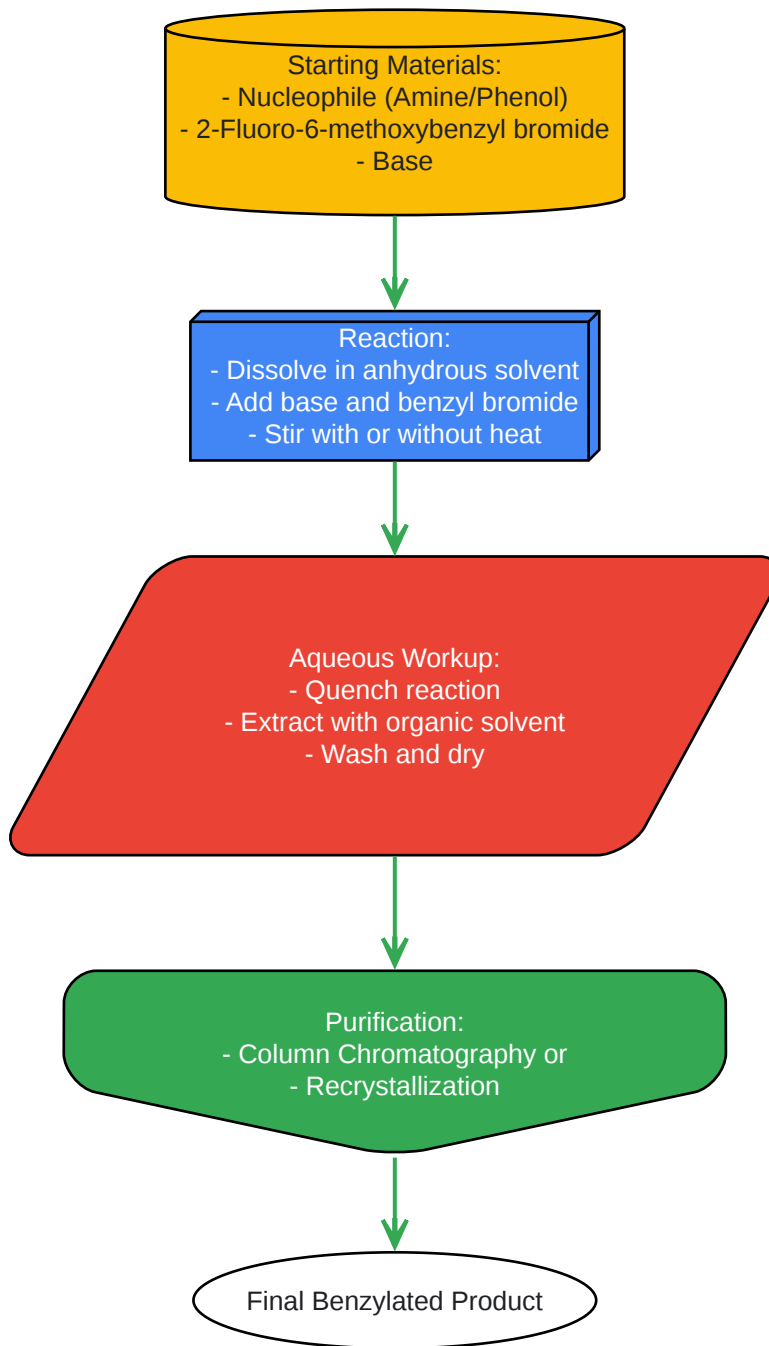 Starting Materials:
- Nucleophile (Amine/Phenol)
- 2-Fluoro-6-methoxybenzyl bromide
- Base
Reaction:
- Dissolve in anhydrous solvent
- Add base and benzyl bromide
- Stir with or without heat
Aqueous Workup:
- Quench reaction
- Extract with organic solvent
- Wash and dry
Purification:
- Column Chromatography or
- Recrystallization
Final Benzylated Product